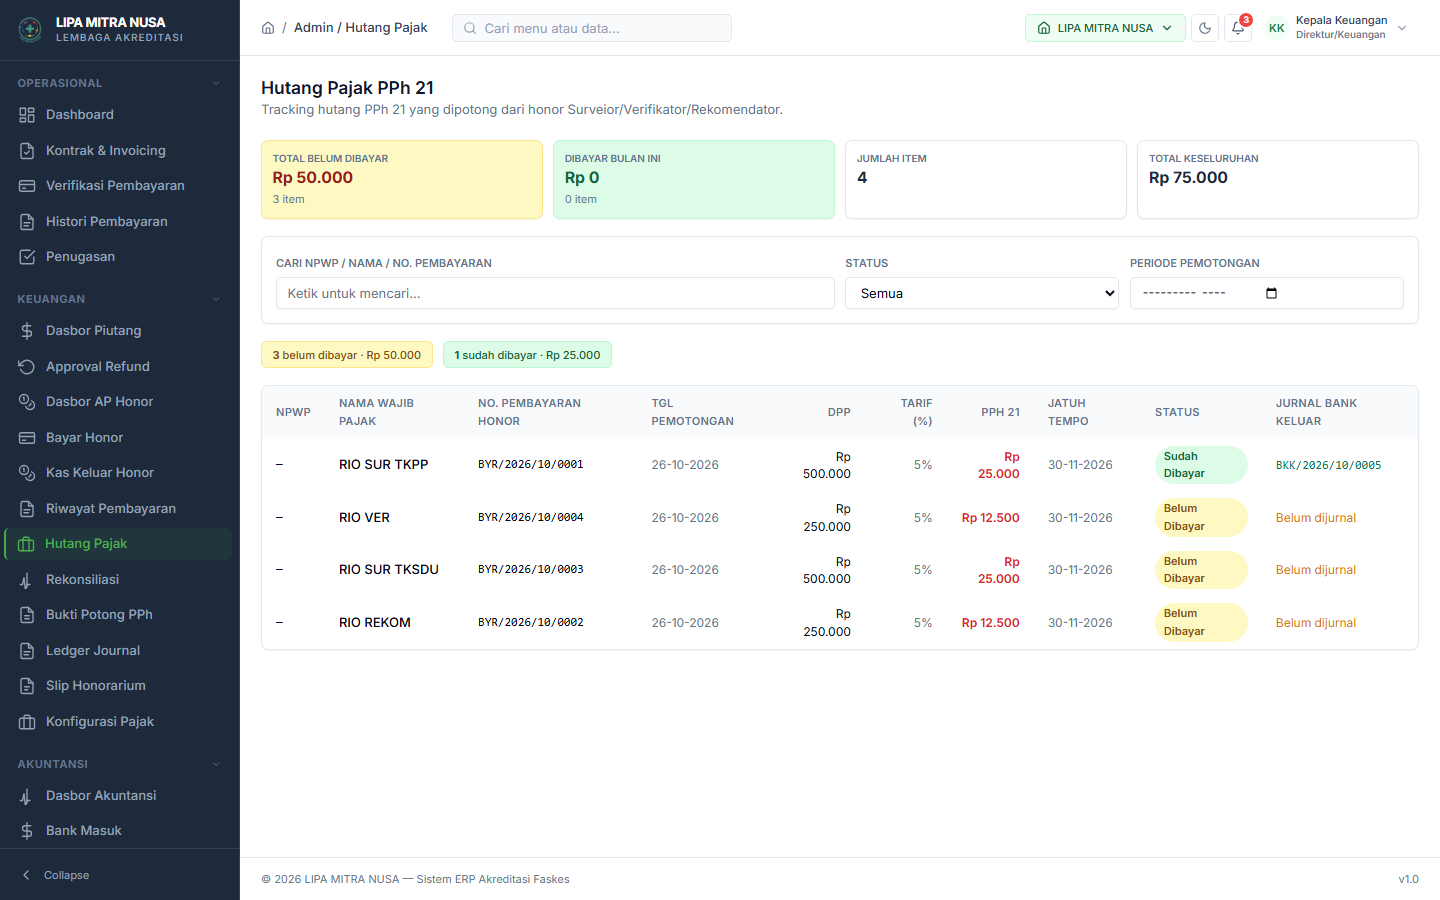 LIPA MITRA NUSA
LEMBAGA AKREDITASI
OPERASIONAL
Dashboard
Kontrak & Invoicing
Verifikasi Pembayaran
Histori Pembayaran
Penugasan
KEUANGAN
Dasbor Piutang
Approval Refund
Dasbor AP Honor
Bayar Honor
Kas Keluar Honor
Riwayat Pembayaran
Hutang Pajak
Rekonsiliasi
Bukti Potong PPh
Ledger Journal
Slip Honorarium
Konfigurasi Pajak
AKUNTANSI
Dasbor Akuntansi
Bank Masuk
Collapse
/ Admin / Hutang Pajak
Cari menu atau data...
LIPA MITRA NUSA
3
KK
Kepala Keuangan
Direktur/Keuangan
Hutang Pajak PPh 21
Tracking hutang PPh 21 yang dipotong dari honor Surveior/Verifikator/Rekomendator.
TOTAL BELUM DIBAYAR
Rp 50.000
3 item
DIBAYAR BULAN INI
Rp 0
0 item
JUMLAH ITEM
4
TOTAL KESELURUHAN
Rp 75.000
CARI NPWP / NAMA / NO. PEMBAYARAN
Ketik untuk mencari...
STATUS
Semua
PERIODE PEMOTONGAN
--------- ----
3 belum dibayar · Rp 50.000
1 sudah dibayar · Rp 25.000
NPWP
NAMA WAJIB
PAJAK
NO. PEMBAYARAN
HONOR
TGL
PEMOTONGAN
DPP
TARIF
(%)
PPH 21
JATUH
TEMPO
STATUS
JURNAL BANK
KELUAR
–
RIO SUR TKPP
BYR/2026/10/0001
26-10-2026
Rp
500.000
5%
Rp
25.000
30-11-2026
Sudah
Dibayar
BKK/2026/10/0005
–
RIO VER
BYR/2026/10/0004
26-10-2026
Rp
250.000
5%
Rp 12.500
30-11-2026
Belum
Dibayar
Belum dijurnal
–
RIO SUR TKSDU
BYR/2026/10/0003
26-10-2026
Rp
500.000
5%
Rp
25.000
30-11-2026
Belum
Dibayar
Belum dijurnal
–
RIO REKOM
BYR/2026/10/0002
26-10-2026
Rp
250.000
5%
Rp 12.500
30-11-2026
Belum
Dibayar
Belum dijurnal
© 2026 LIPA MITRA NUSA — Sistem ERP Akreditasi Faskes
v1.0